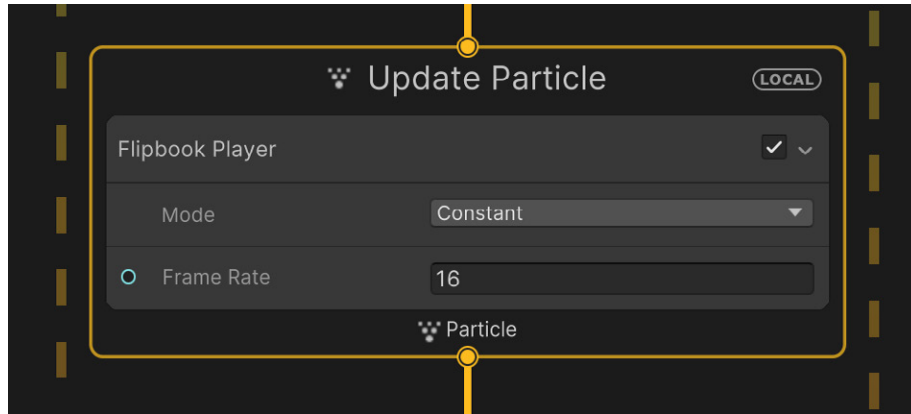 Update Particle
LOCAL
Flipbook Player
Mode
Constant
Frame Rate
16
Particle